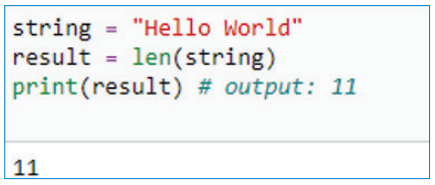 string = "Hello World"
result = len(string)
print(result) # output: 11
11